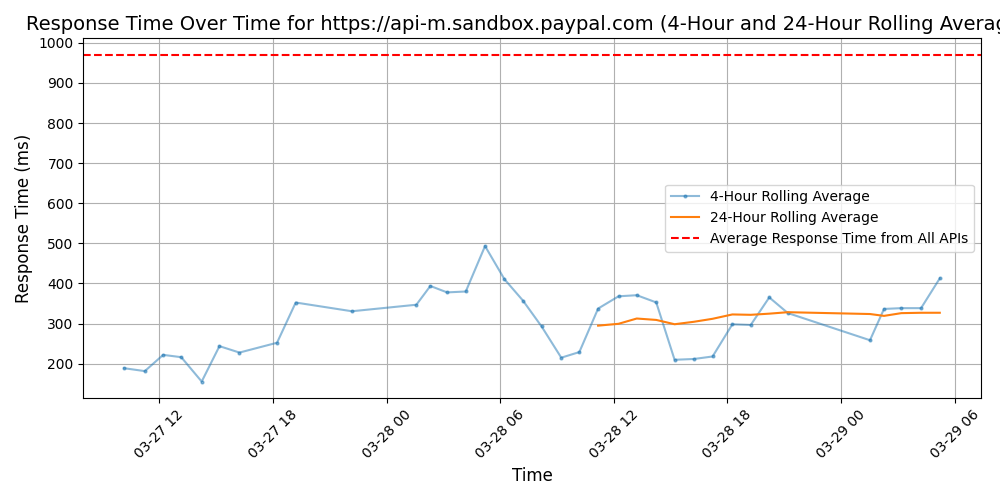 Response Time Over Time for https://api-m.sandbox.paypal.com (4-Hour and 24-Hour Rolling Averag
Response Time (ms)
1000
900
800
700
600
500
400
300
200
4-Hour Rolling Average
24-Hour Rolling Average
Average Response Time from All APIs
03-27 12
03-27 18
03-28 00
03-28 06
03-28 12
03-28 18
03-29 00
03-29 06
Time